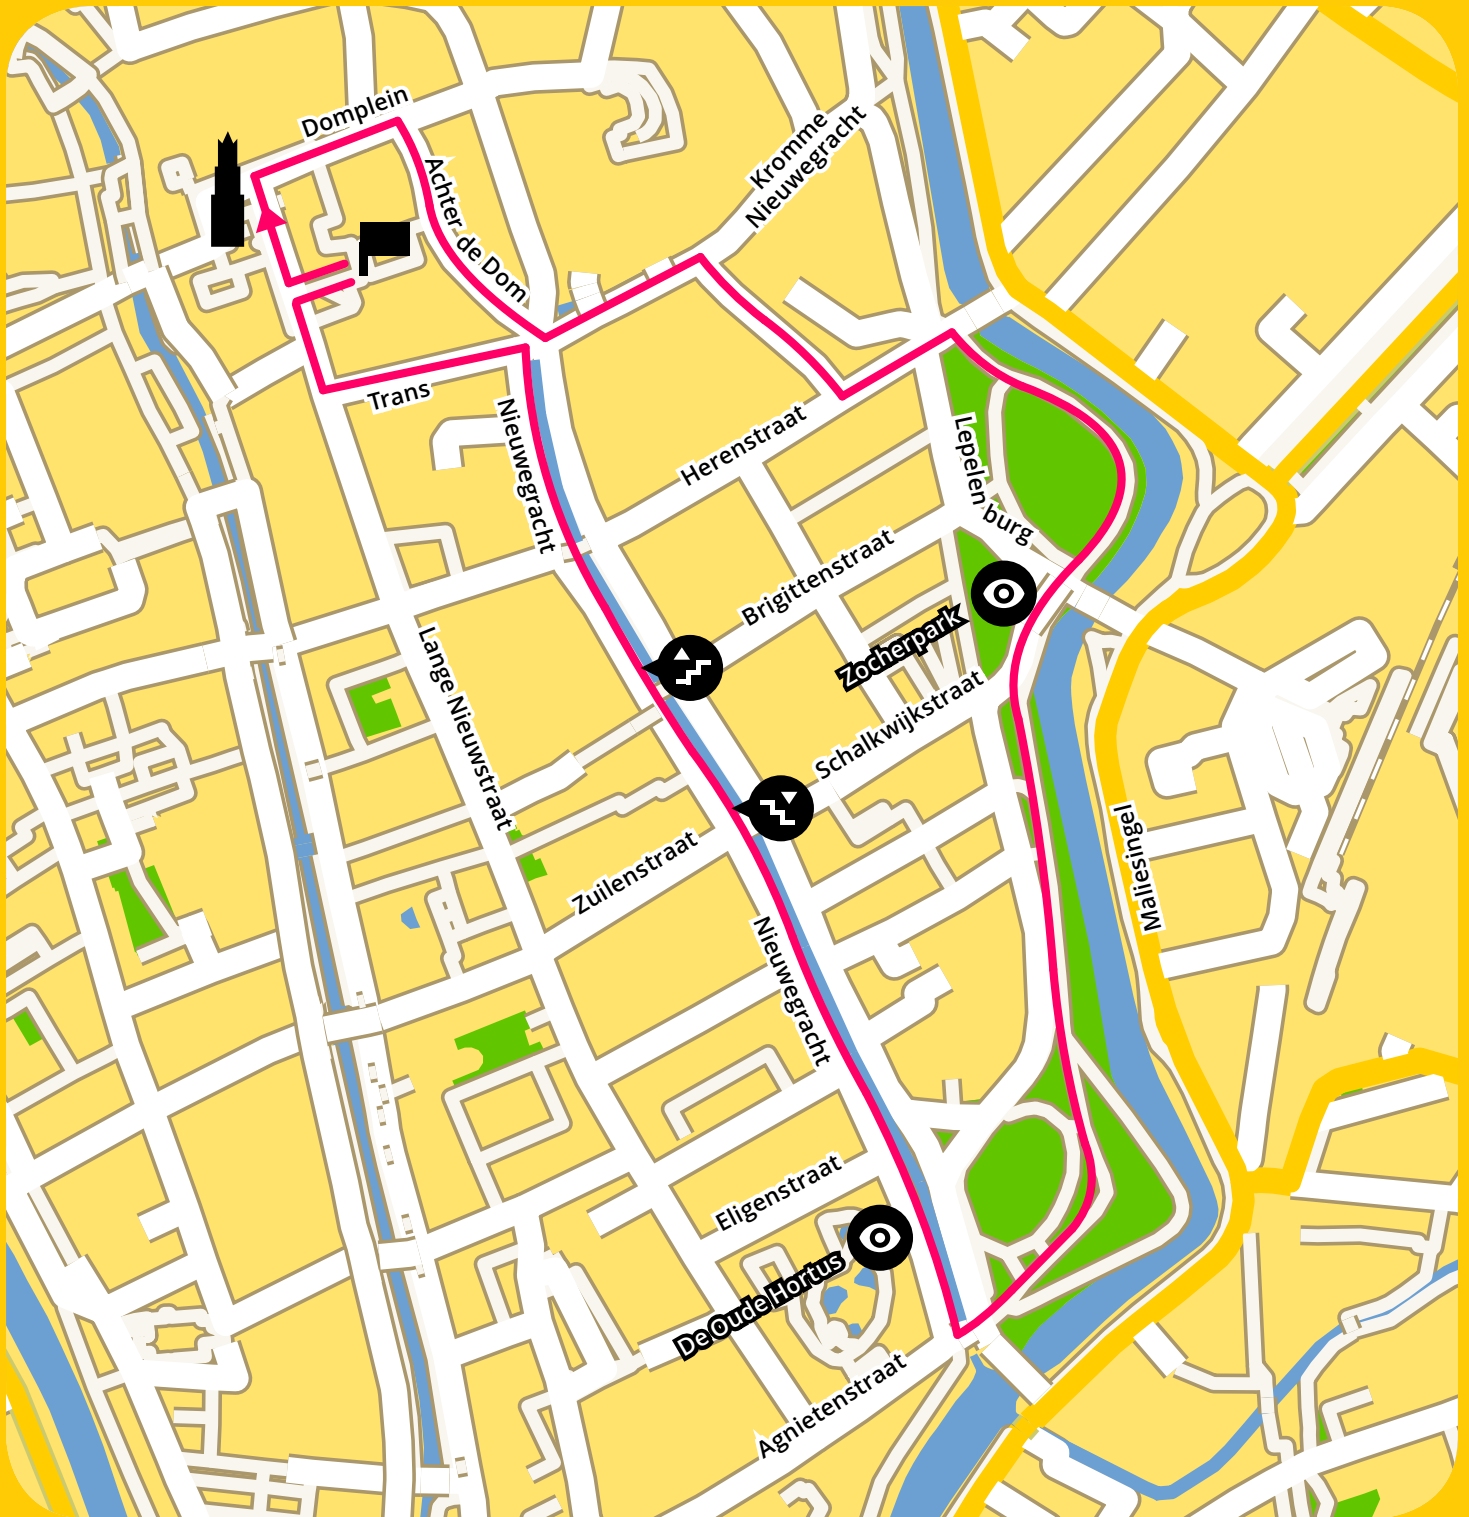 Domplein
Achter de Dom
Kromme
Nieuwegracht
Trans
Nieuwegracht
Herenstraat
Lepelenburg
Brigittenstraat
Zocherpark
Lange Nieuwstraat
Schalkwijkstraat
Maliesingel
Zuilenstraat
Nieuwegracht
Eligenstraat
De Oude Hortus
Agnietenstraat